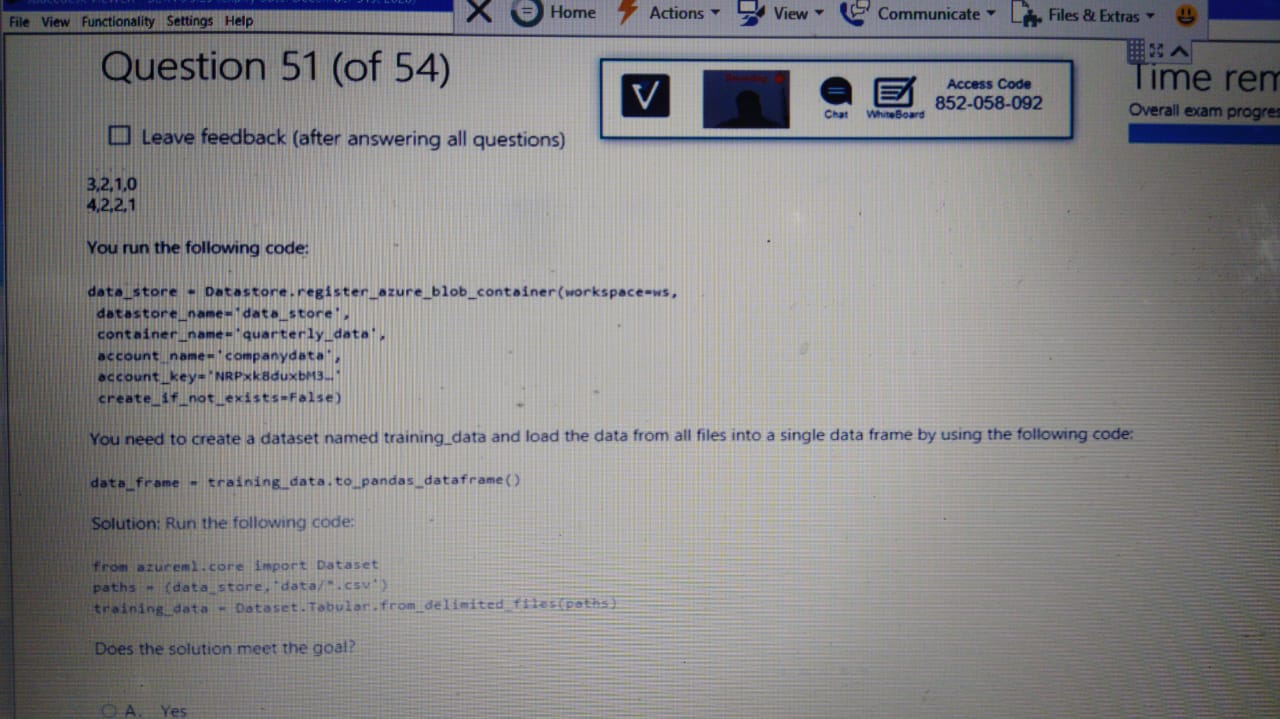 File View Functionality Settings Help
Home Actions View Communicate Files & Extras
Question 51 (of 54)
Time rem
Overall exam progres
Chat
WhiteBoard
Access Code
852-058-092
Leave feedback (after answering all questions)
3,2,1,0
4,2,2,1
You run the following code:
data_store = Datastore.register_azure_blob_container(workspace=ws,
datastore_name='data_store',
container_name='quarterly_data',
account_name='companydata',
account_key='NRPxk8duxbM3...'
create_if_not_exists=False)
You need to create a dataset named training_data and load the data from all files into a single data frame by using the following code:
data_frame = training_data.to_pandas_dataframe()
Solution: Run the following code:
from azureml.core import Dataset
paths = (data_store,'data/*.csv')
training_data = Dataset.Tabular.from_delimited_files(paths)
Does the solution meet the goal?
A. Yes